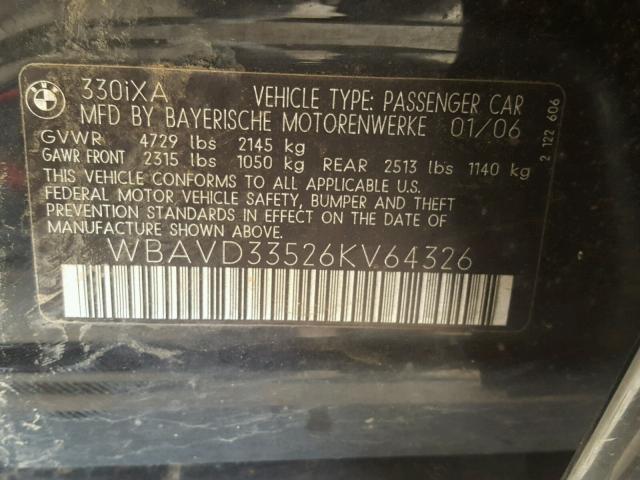 BMW
330iXA VEHICLE TYPE: PASSENGER CAR
MFD BY BAYERISCHE MOTORENWERKE 01/06
GVWR 4729 lbs 2145 kg
GAWR FRONT 2315 lbs 1050 kg REAR 2513 lbs 1140 kg
THIS VEHICLE CONFORMS TO ALL APPLICABLE U.S.
FEDERAL MOTOR VEHICLE SAFETY, BUMPER AND THEFT
PREVENTION STANDARDS IN EFFECT ON THE DATE OF
MANUFACTURE SHOWN ABOVE.
WBAVD33526KV64326
2 122 606